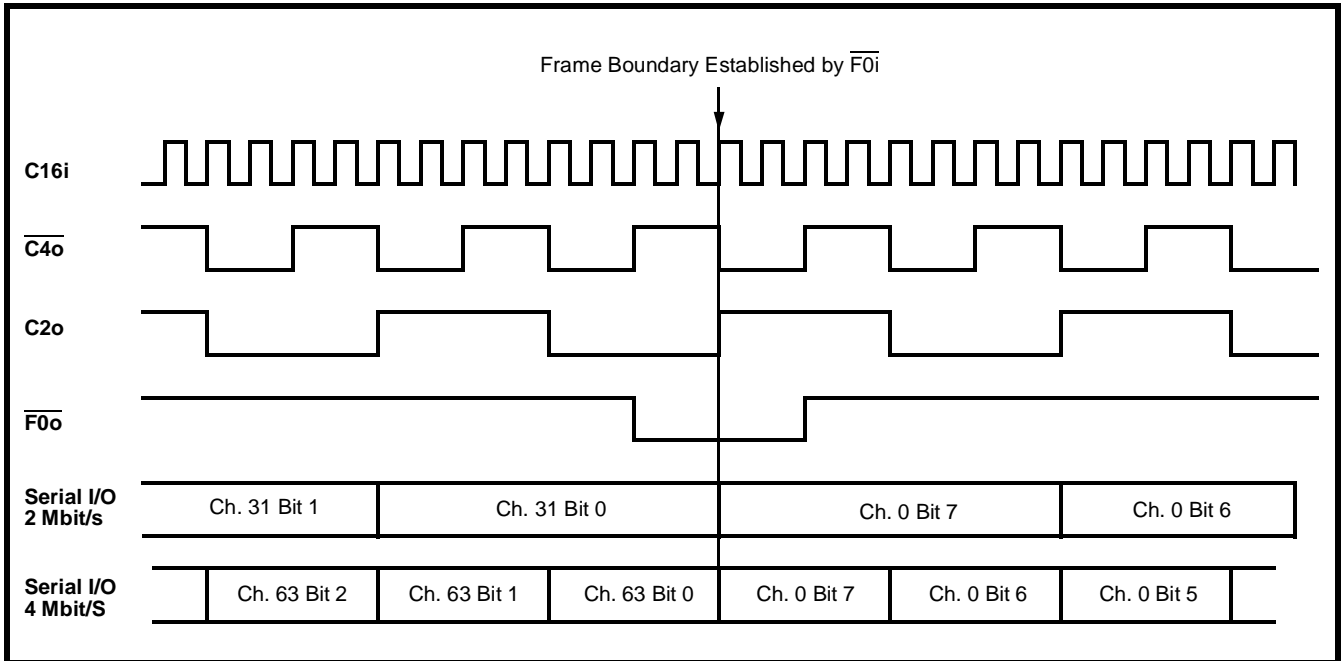 Frame Boundary Established by F0i
C16i
C4o
C2o
F0o
Serial I/O
2 Mbit/s
Ch. 31 Bit 1
Ch. 31 Bit 0
Ch. 0 Bit 7
Ch. 0 Bit 6
Serial I/O
4 Mbit/S
Ch. 63 Bit 2
Ch. 63 Bit 1
Ch. 63 Bit 0
Ch. 0 Bit 7
Ch. 0 Bit 6
Ch. 0 Bit 5